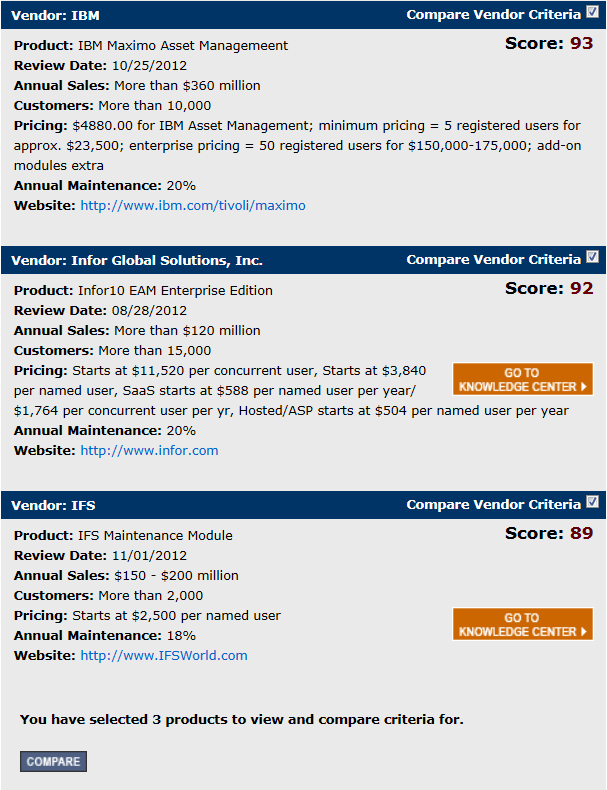 Vendor: IBM Compare Vendor Criteria
Product: IBM Maximo Asset Managemeent Score: 93
Review Date: 10/25/2012
Annual Sales: More than $360 million
Customers: More than 10,000
Pricing: $4880.00 for IBM Asset Management; minimum pricing = 5 registered users for
approx. $23,500; enterprise pricing = 50 registered users for $150,000-175,000; add-on
modules extra
Annual Maintenance: 20%
Website: http://www.ibm.com/tivoli/maximo
Vendor: Infor Global Solutions, Inc. Compare Vendor Criteria
Product: Infor10 EAM Enterprise Edition Score: 92
Review Date: 08/28/2012
Annual Sales: More than $120 million
Customers: More than 15,000
Pricing: Starts at $11,520 per concurrent user, Starts at $3,840
per named user, SaaS starts at $588 per named user per year/
GO TO
KNOWLEDGE CENTER
$1,764 per concurrent user per yr, Hosted/ASP starts at $504 per named user per year
Annual Maintenance: 20%
Website: http://www.infor.com
Vendor: IFS Compare Vendor Criteria
Product: IFS Maintenance Module Score: 89
Review Date: 11/01/2012
Annual Sales: $150 - $200 million
Customers: More than 2,000
Pricing: Starts at $2,500 per named user
GO TO
KNOWLEDGE CENTER
Annual Maintenance: 18%
Website: http://www.IFSWorld.com
You have selected 3 products to view and compare criteria for.
COMPARE